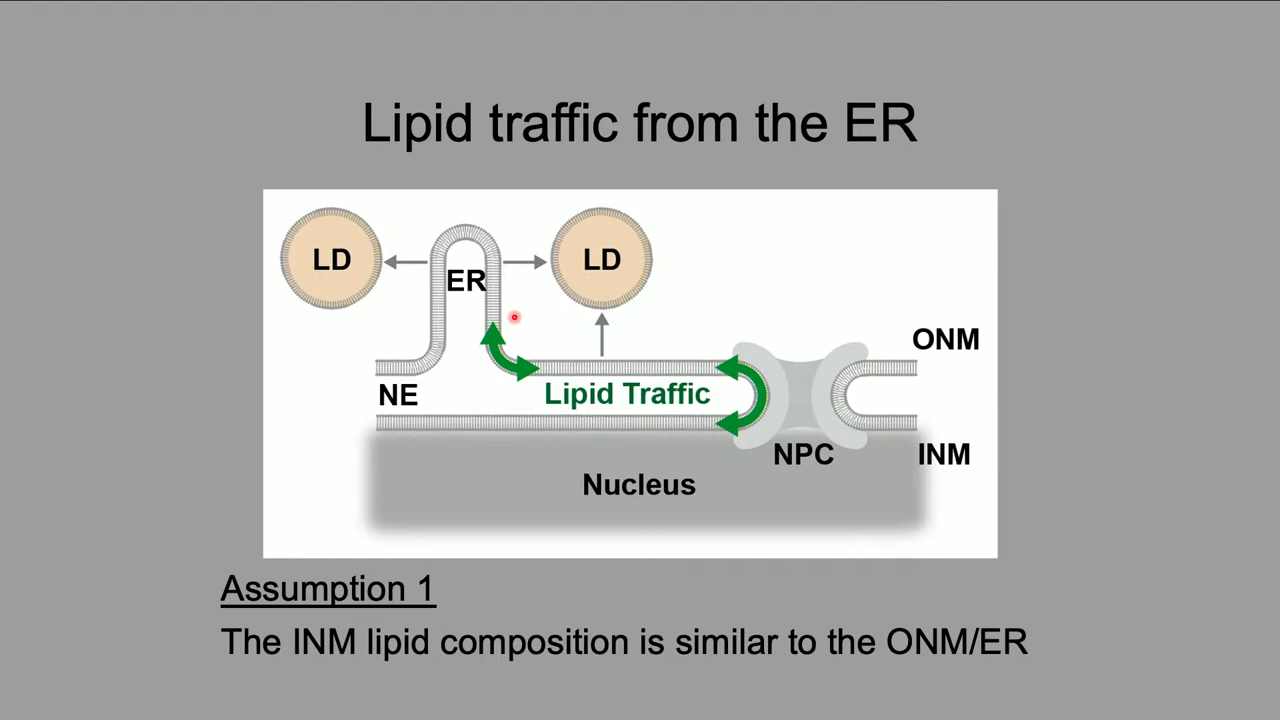 Lipid traffic from the ER
LD
LD
ER
ONM
NE
Lipid Traffic
NPC
INM
Nucleus
Assumption 1
The INM lipid composition is similar to the ONM/ER